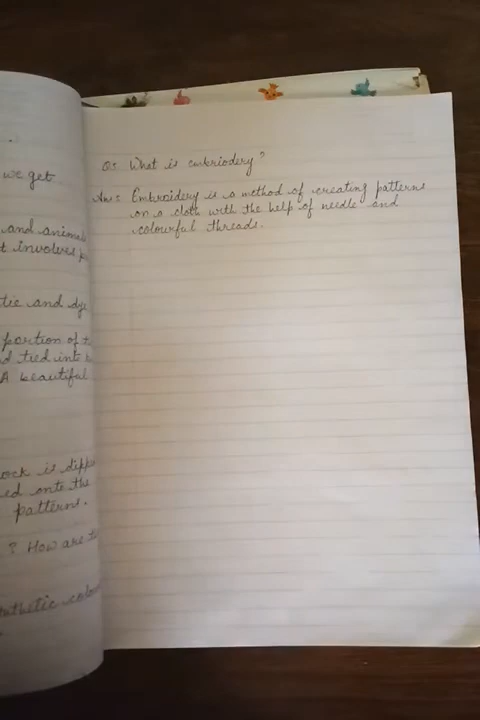 we get
and animal
t involves
tie and dye
portion of t
d tied into
A beautiful
ock is dipp
ed onto the
patterns.
? How are t
nthetic colo
Q: What is embriodery?
Ans: Embroidery is a method of creating patterns
on a cloth with the help of needle and
colourful threads.